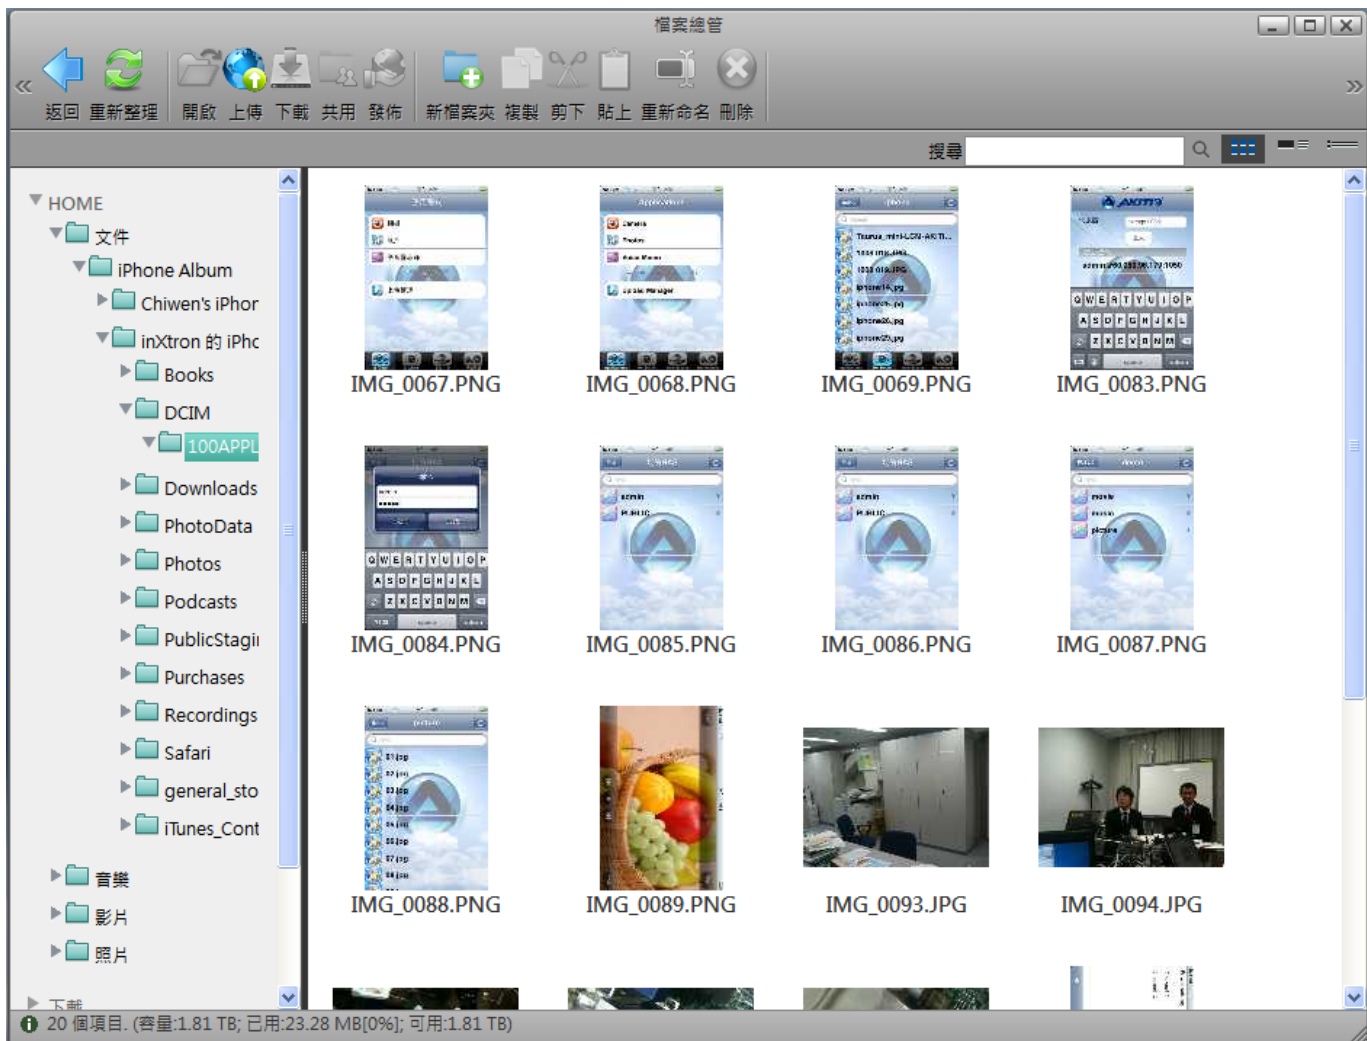 檔案總管
返回 重新整理 開啟 上傳 下載 共用 發佈 新檔案夾 複製 剪下 貼上 重新命名 刪除
搜尋
HOME
文件
iPhone Album
Chiwen's iPhor
inXtron 的 iPhc
Books
DCIM
100APPL
Downloads
PhotoData
Photos
Podcasts
PublicStagir
Purchases
Recordings
Safari
general_sto
iTunes_Cont
音樂
影片
照片
下載
IMG_0067.PNG IMG_0068.PNG IMG_0069.PNG IMG_0083.PNG
IMG_0084.PNG IMG_0085.PNG IMG_0086.PNG IMG_0087.PNG
IMG_0088.PNG IMG_0089.PNG IMG_0093.JPG IMG_0094.JPG
20 個項目. (容量:1.81 TB; 已用:23.28 MB[0%]; 可用:1.81 TB)